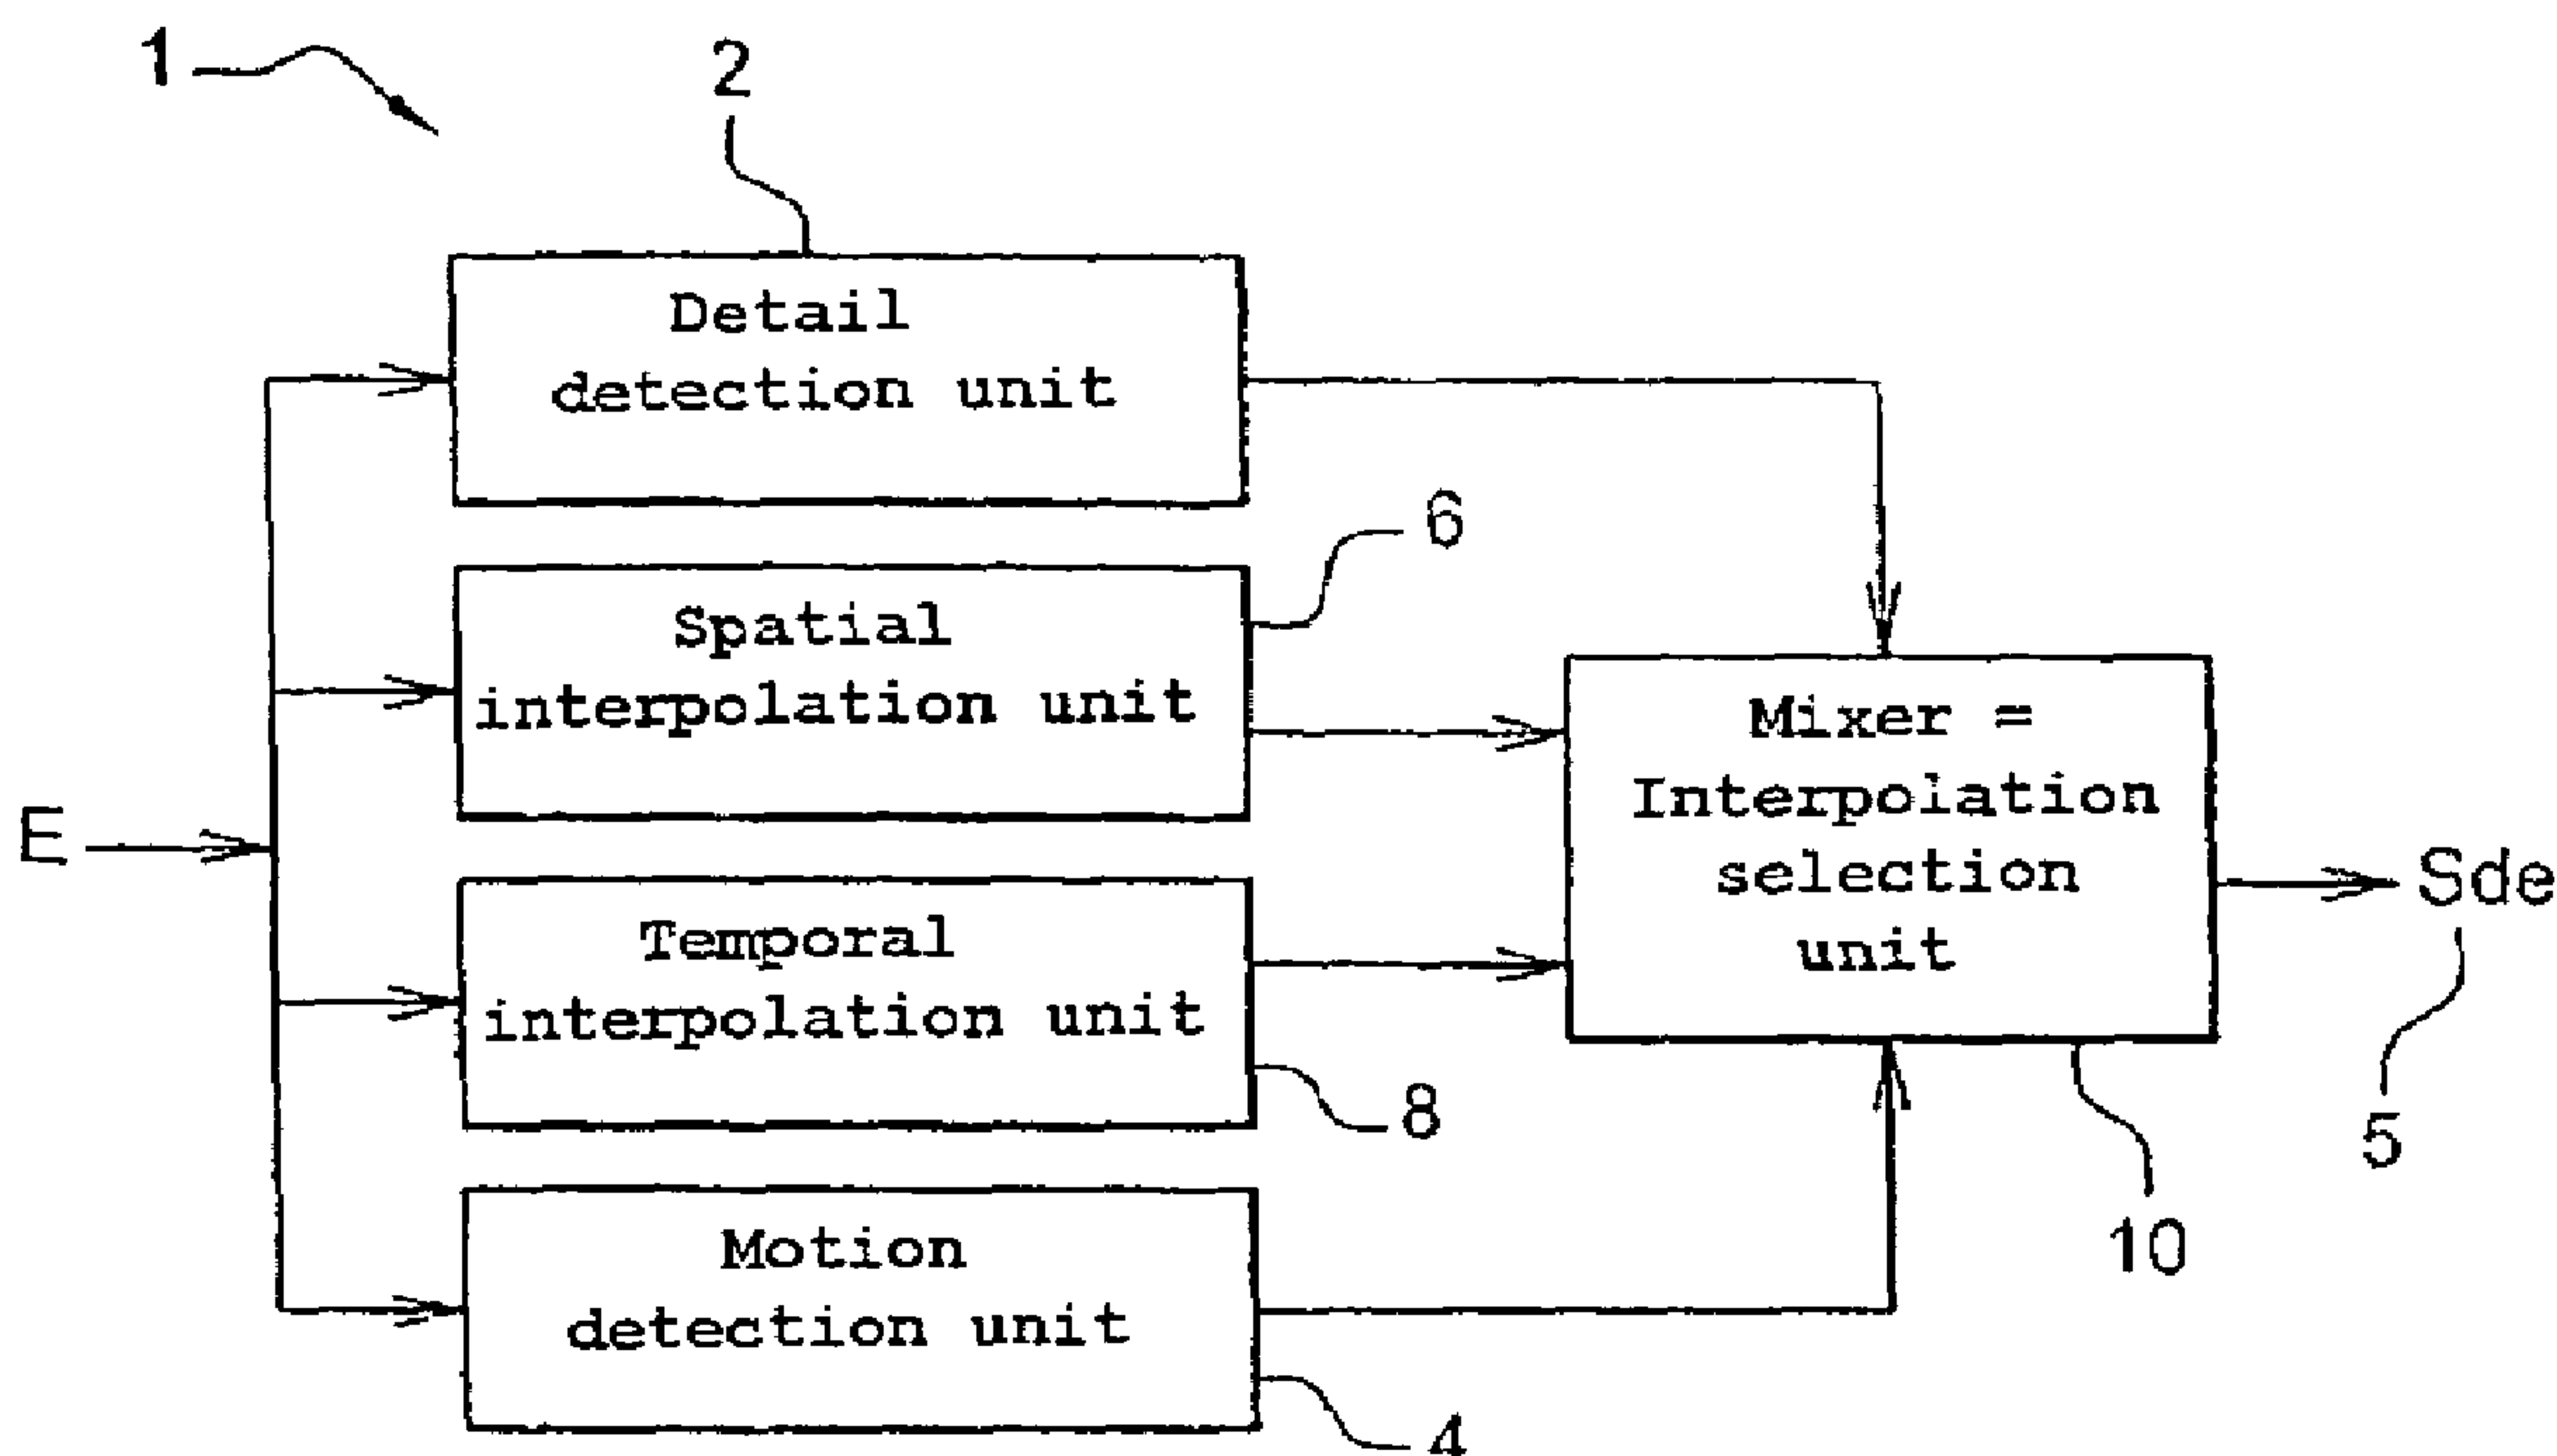 1
2
Detail
detection unit
6
Spatial
interpolation unit
Mixer =
Interpolation
selection
unit
E
Sde
Temporal
interpolation unit
8
5
10
Motion
detection unit
4